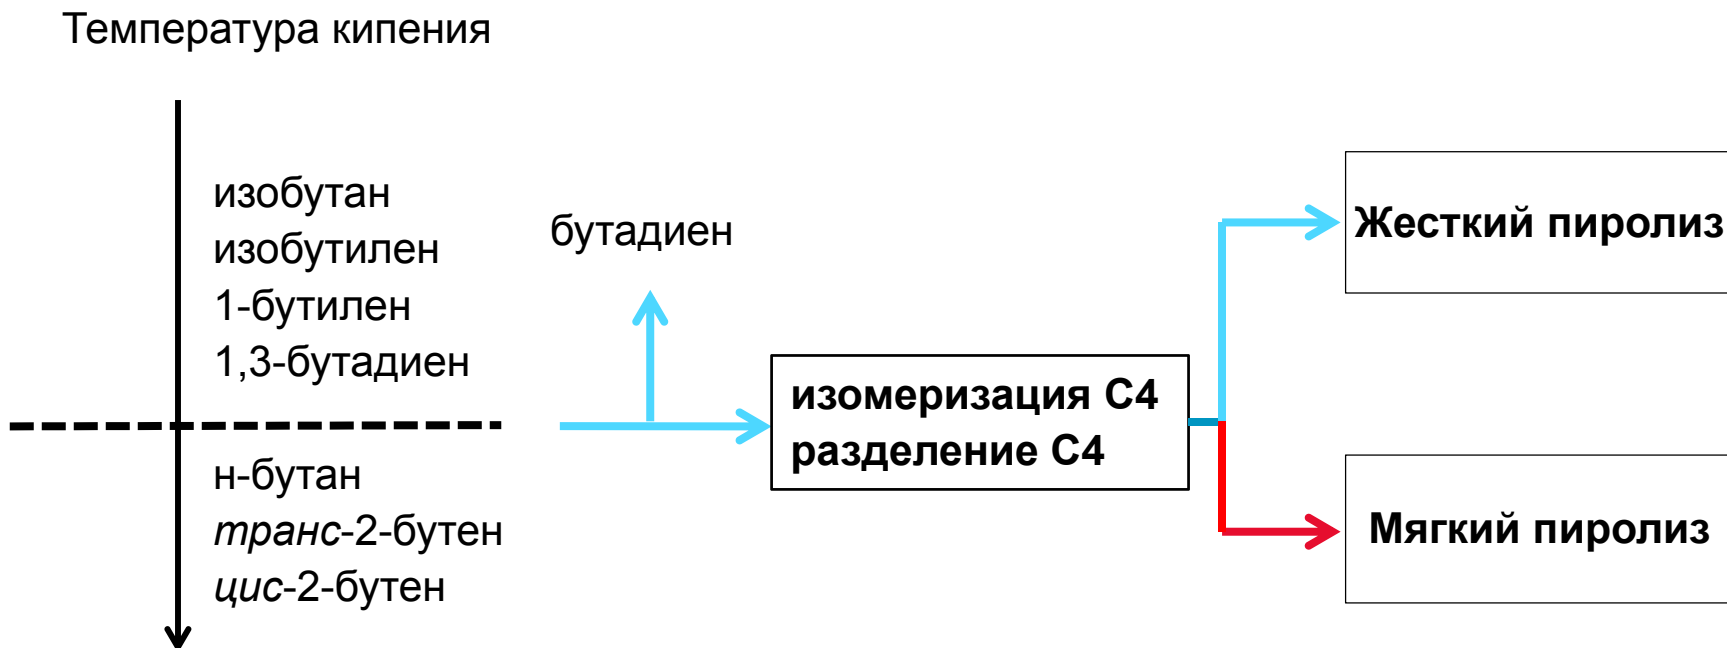 Температура кипения
изобутан
изобутилен
1-бутилен
1,3-бутадиен
н-бутан
транс-2-бутен
цис-2-бутен
бутадиен
изомеризация С4
разделение С4
Жесткий пиролиз
Мягкий пиролиз